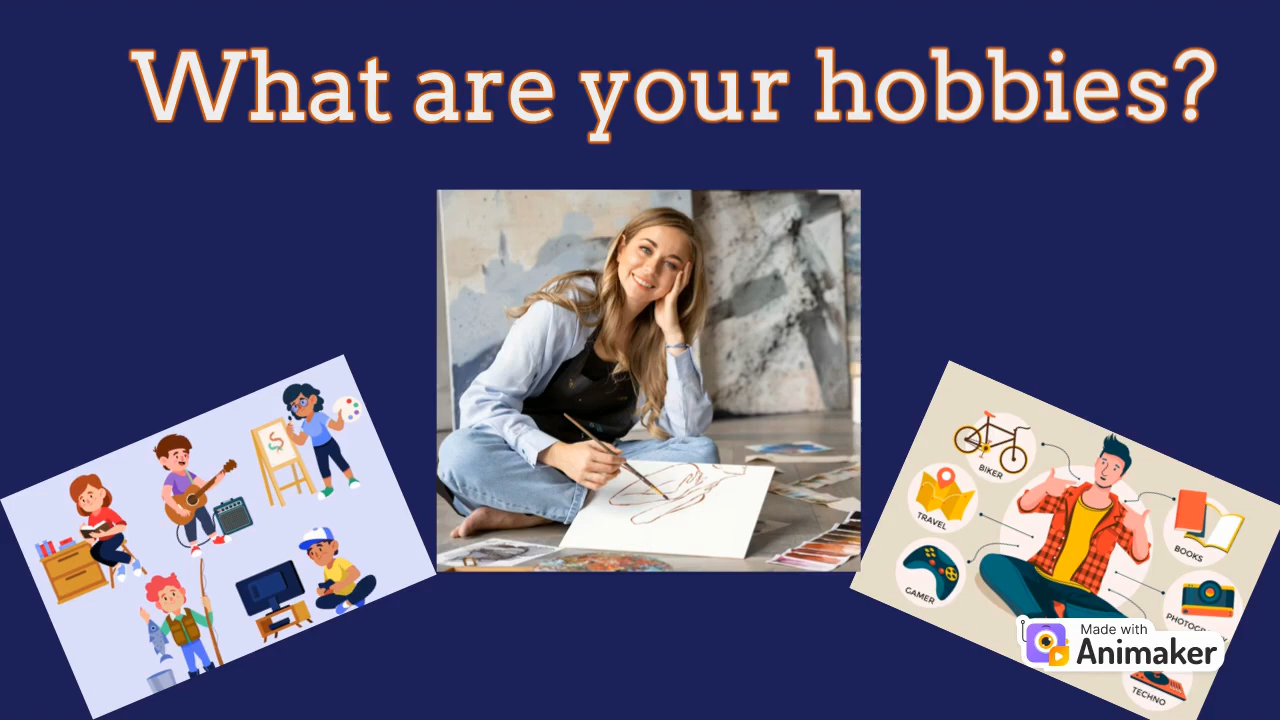 What are your hobbies?
BIKER
TRAVEL
GAMER
BOOKS
Made with
Animaker
TECHNO